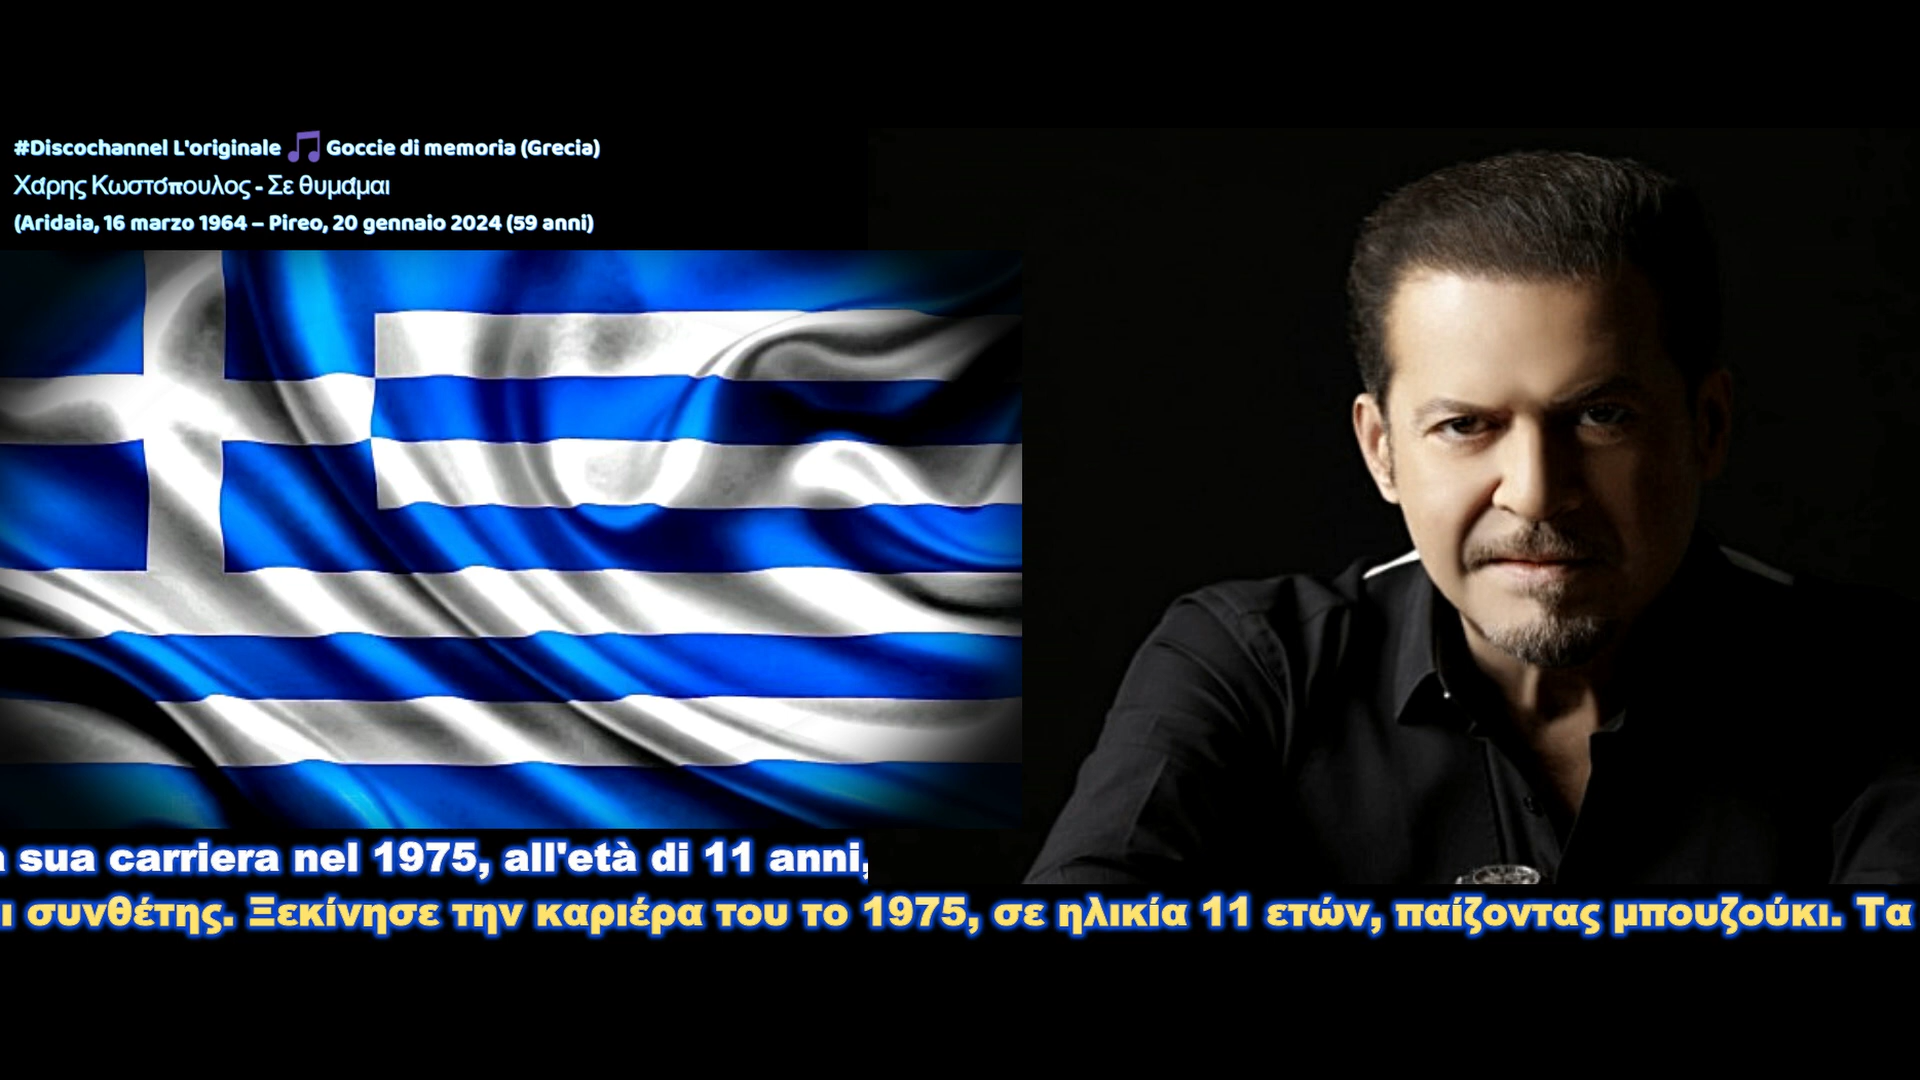 #Discochannel L'originale 🎵 Goccie di memoria (Grecia)
Χάρης Κωστόπουλος - Σε θυμάμαι
(Aridaia, 16 marzo 1964 – Pireo, 20 gennaio 2024 (59 anni)
sua carriera nel 1975, all'età di 11 anni,
ι συνθέτης. Ξεκίνησε την καριέρα του το 1975, σε ηλικία 11 ετών, παίζοντας μπουζούκι. Τα